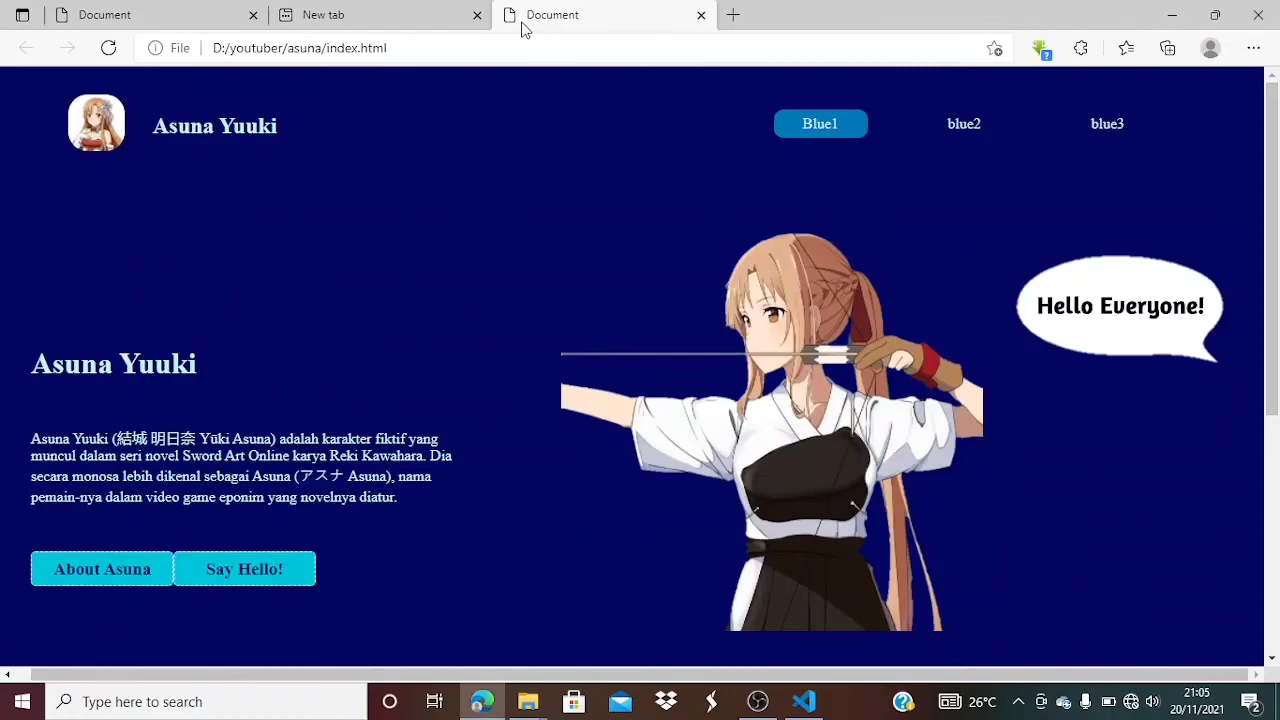 Document
New tab
Document
File
D:/youtuber/asuna/index.html
Asuna Yuuki
Blue1
blue2
blue3
Hello Everyone!
Asuna Yuuki
Asuna Yuuki (結城 明日奈 Yūki Asuna) adalah karakter fiktif yang
muncul dalam seri novel Sword Art Online karya Reki Kawahara. Dia
secara monosa lebih dikenal sebagai Asuna (アスナ Asuna), nama
pemain-nya dalam video game eponim yang novelnya diatur.
About Asuna
Say Hello!
Type here to search
26°C
21:05
20/11/2021
2